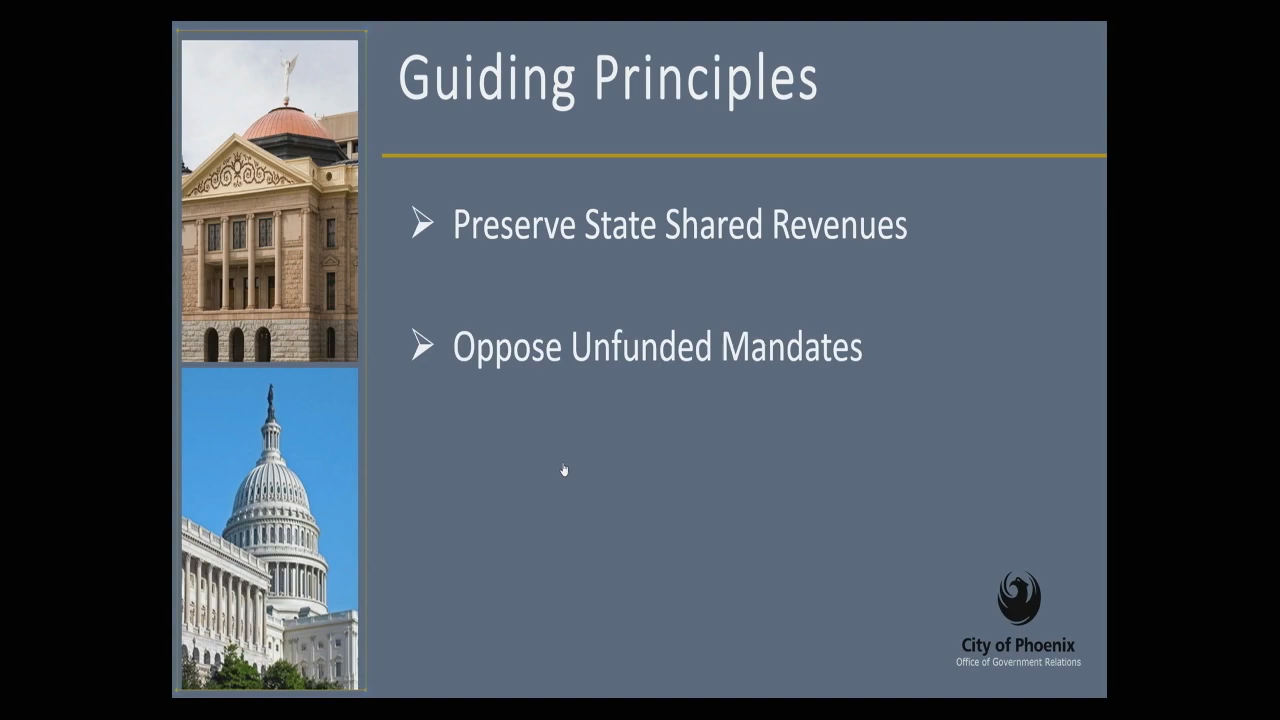 Guiding Principles
Preserve State Shared Revenues
Oppose Unfunded Mandates
City of Phoenix
Office of Government Relations